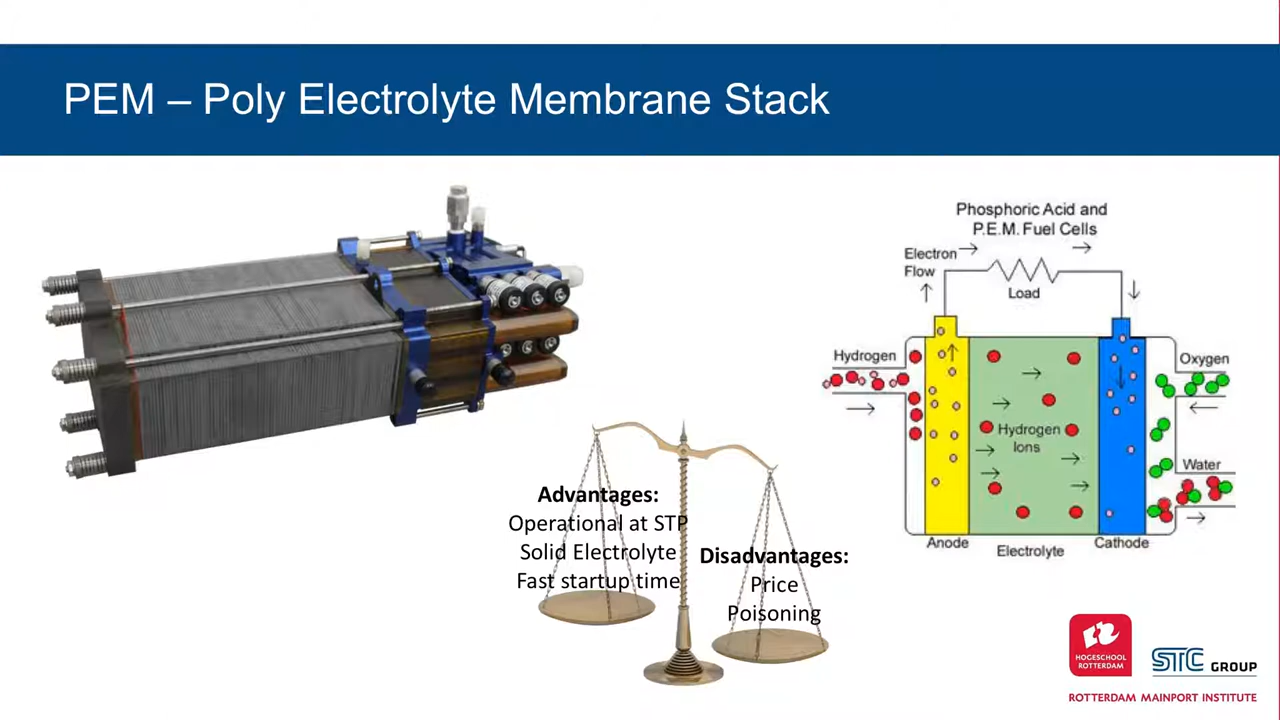 PEM – Poly Electrolyte Membrane Stack
Phosphoric Acid and
P.E.M. Fuel Cells
Electron
Flow
Load
Hydrogen
Oxygen
Hydrogen
Ions
Water
Anode
Electrolyte
Cathode
Advantages:
Operational at STP
Solid Electrolyte
Fast startup time
Disadvantages:
Price
Poisoning
HOGESCHOOL
ROTTERDAM
STC GROUP
ROTTERDAM MAINPORT INSTITUTE